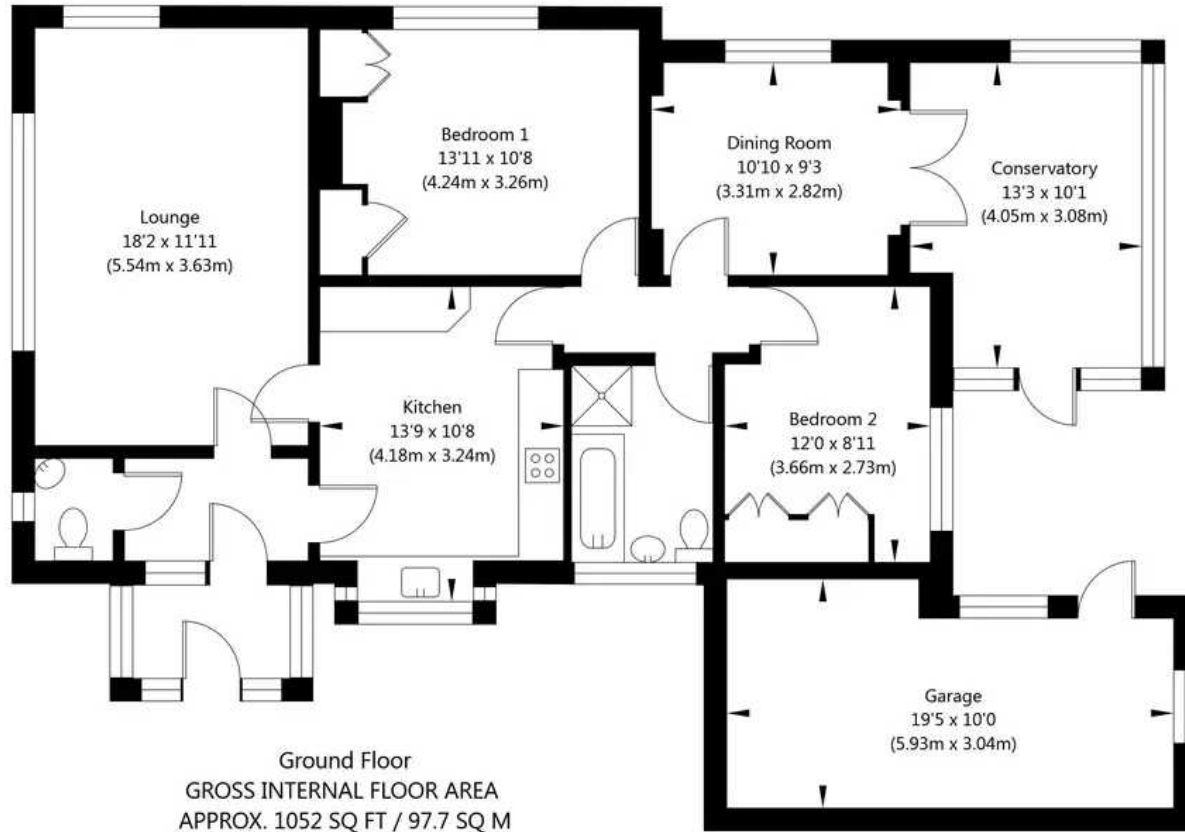 Bedroom 1
13'11 x 10'8
(4.24m x 3.26m)
Dining Room
10'10 x 9'3
(3.31m x 2.82m)
Conservatory
13'3 x 10'1
(4.05m x 3.08m)
Lounge
18'2 x 11'11
(5.54m x 3.63m)
Kitchen
13'9 x 10'8
(4.18m x 3.24m)
Bedroom 2
12'0 x 8'11
(3.66m x 2.73m)
Garage
19'5 x 10'0
(5.93m x 3.04m)
Ground Floor
GROSS INTERNAL FLOOR AREA
APPROX. 1052 SQ FT / 97.7 SQ M